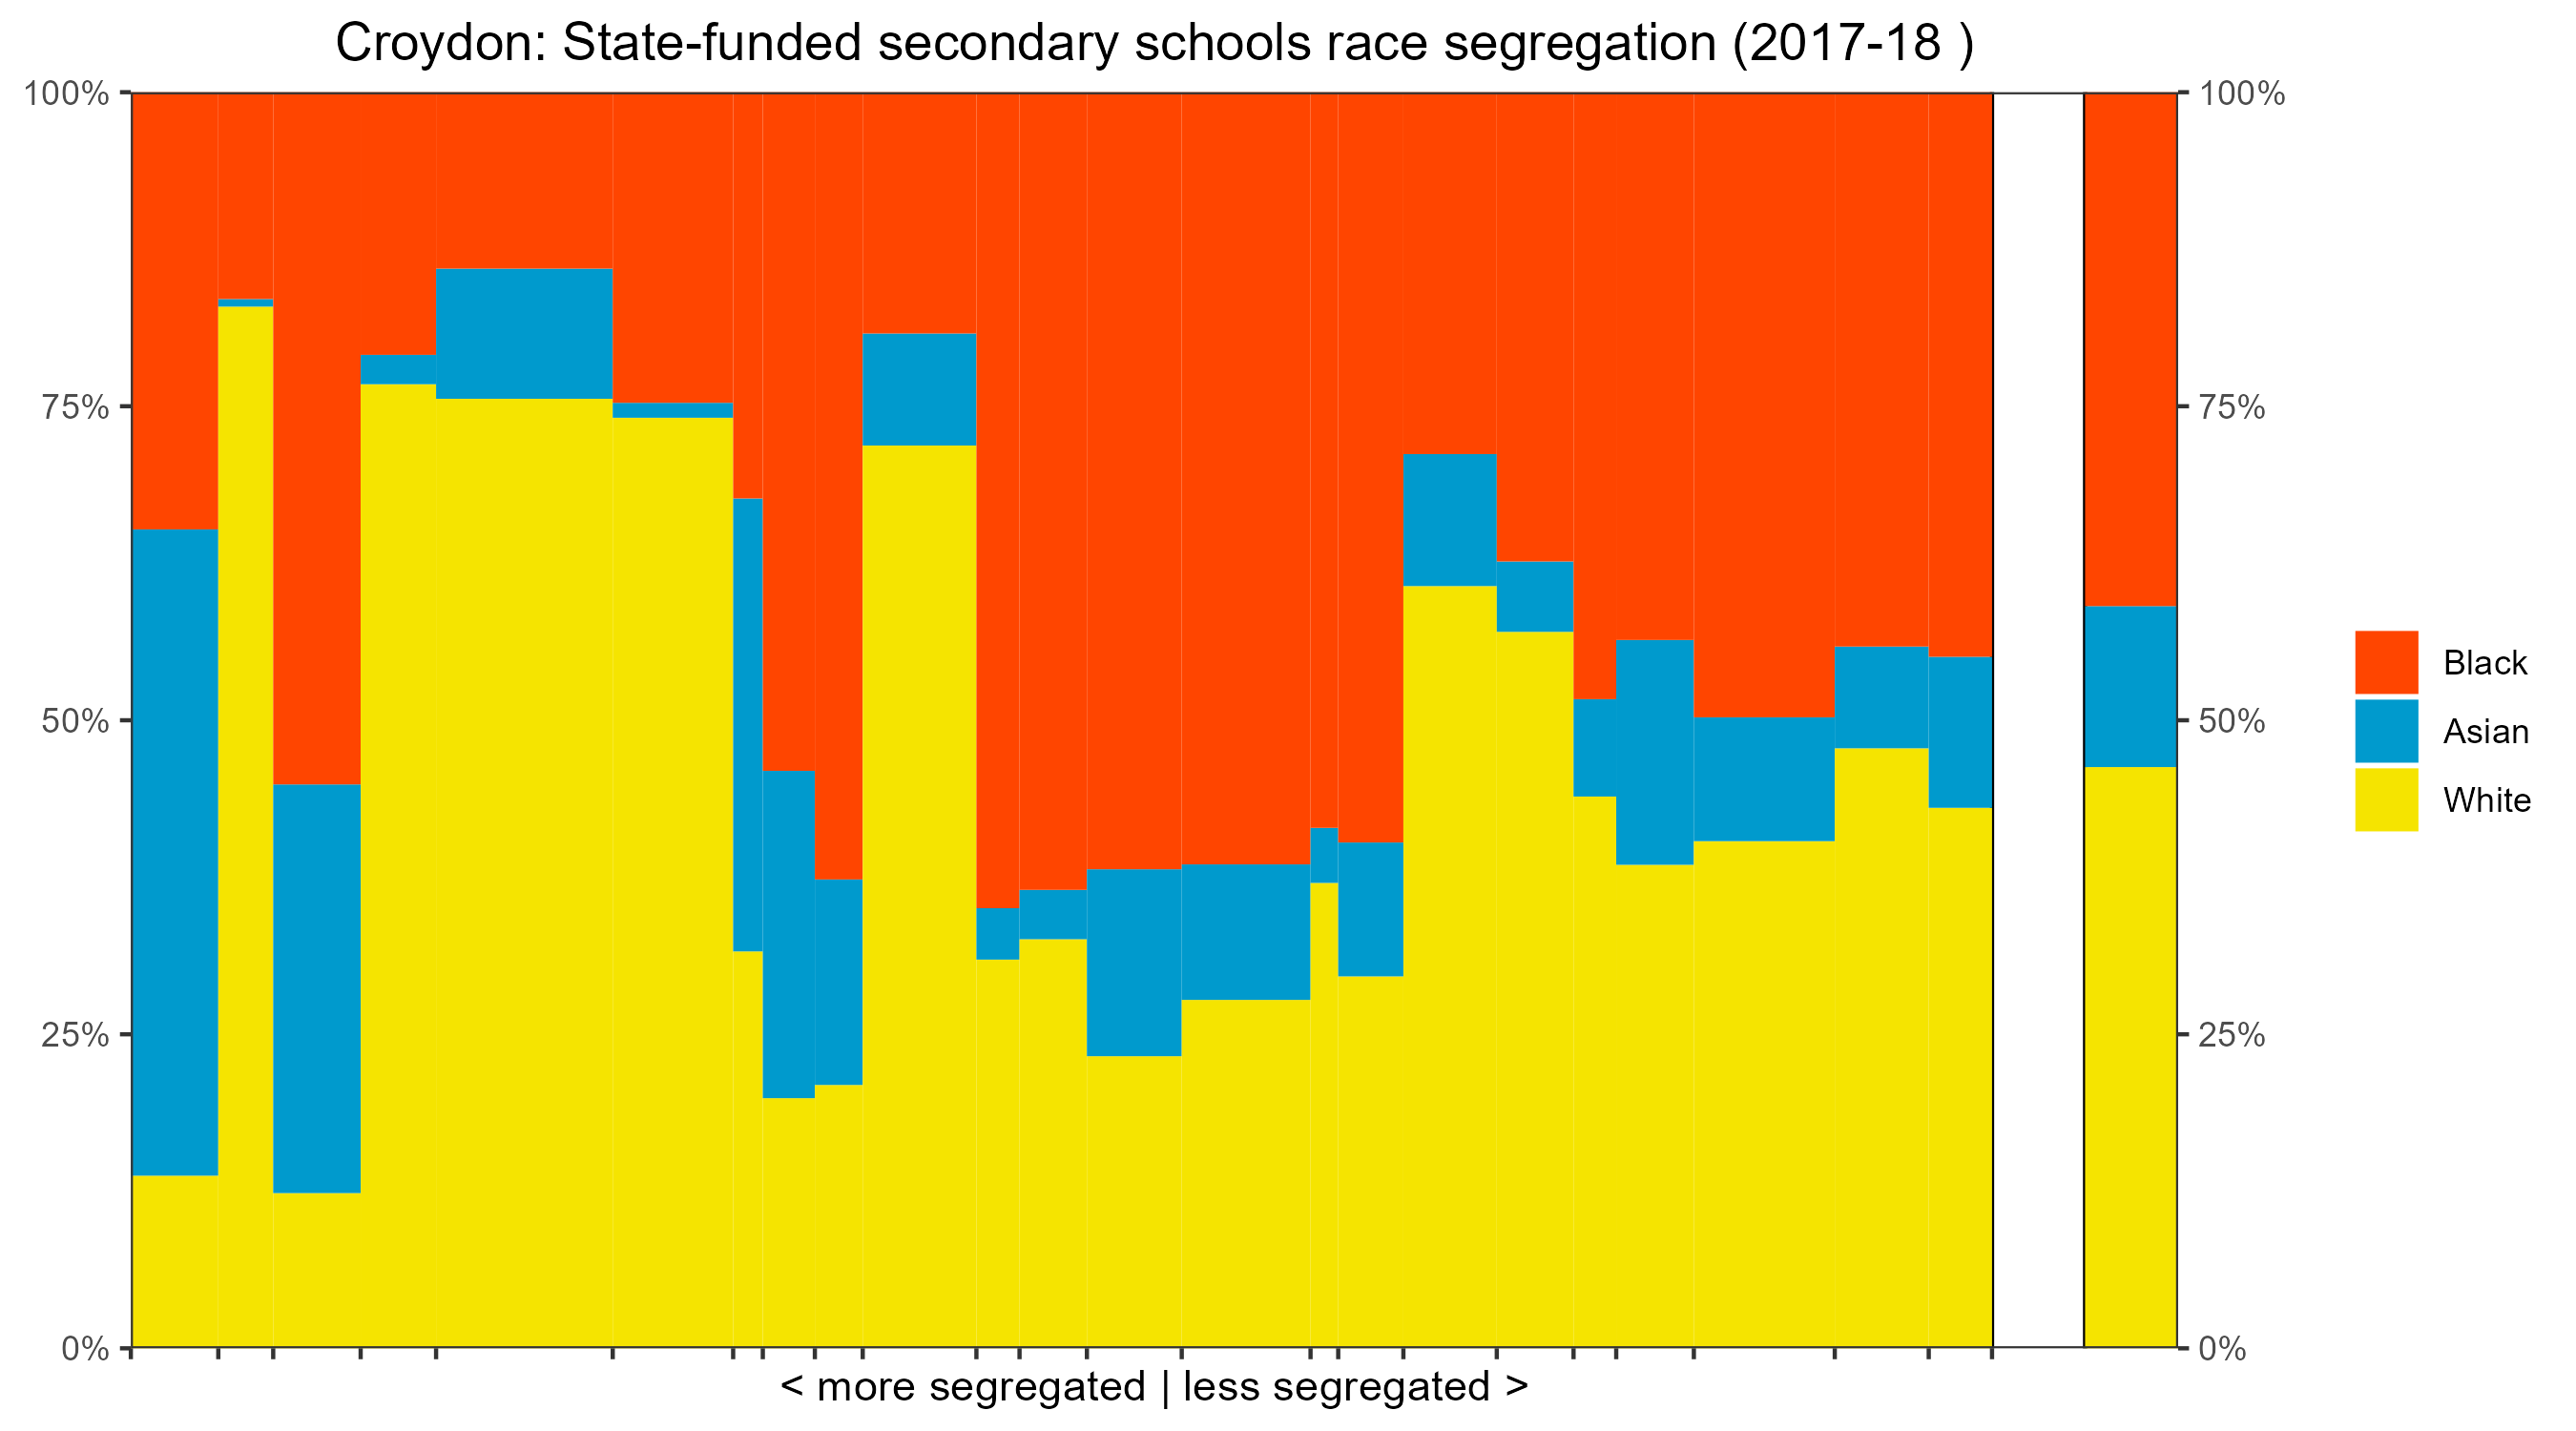 Croydon: State-funded secondary schools race segregation (2017-18 )
100%
75%
50%
25%
0%
100%
75%
50%
25%
0%
Black
Asian
White
< more segregated | less segregated >